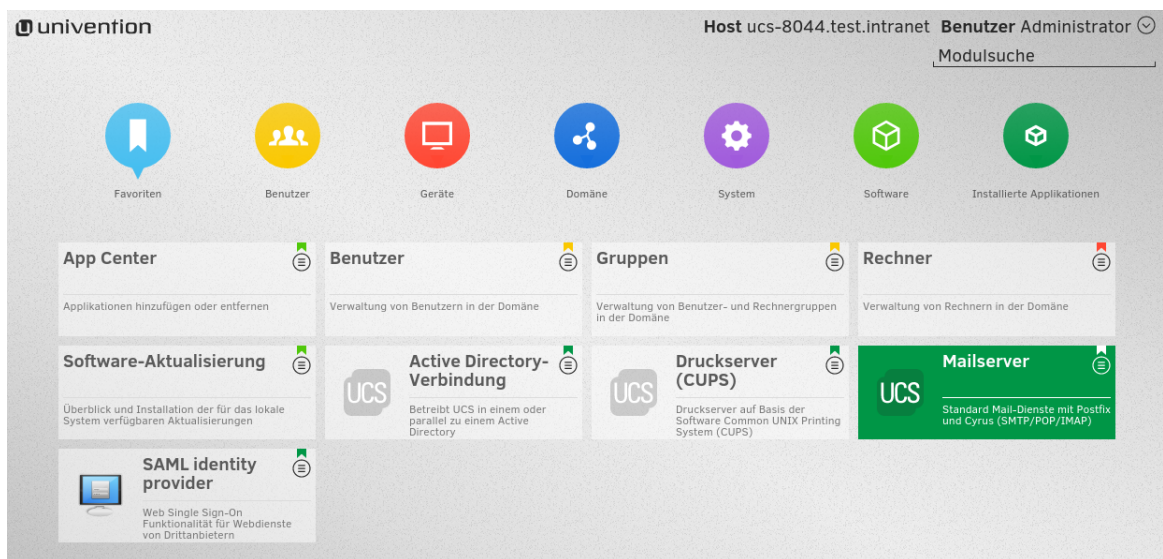 univention
Host ucs-8044.test.intranet Benutzer Administrator
Modulsuche
Favoriten
Benutzer
Geräte
Domäne
System
Software
Installierte Applikationen
App Center
Applikationen hinzufügen oder entfernen
Benutzer
Verwaltung von Benutzern in der Domäne
Gruppen
Verwaltung von Benutzer- und Rechnergruppen
in der Domäne
Rechner
Verwaltung von Rechnern in der Domäne
Software-Aktualisierung
Überblick und Installation der für das lokale
System verfügbaren Aktualisierungen
UCS
Active Directory-
Verbindung
Betreibt UCS in einem oder
parallel zu einem Active
Directory
UCS
Druckserver
(CUPS)
Druckserver auf Basis der
Software Common UNIX Printing
System (CUPS)
UCS
Mailserver
Standard Mail-Dienste mit Postfix
und Cyrus (SMTP/POP/IMAP)
SAML identity
provider
Web Single Sign-On
Funktionalität für Webdienste
von Drittanbietern